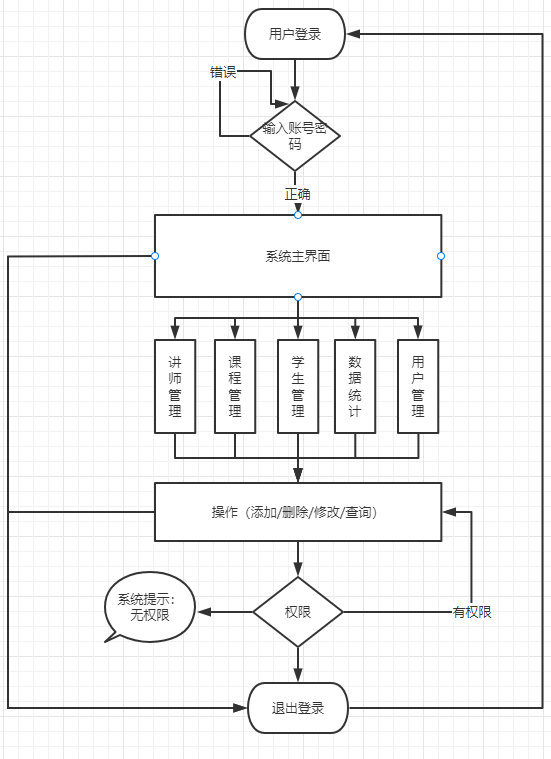 用户登录
错误
输入账号密
码
正确
系统主界面
讲师管理
课程管理
学生管理
数据统计
用户管理
操作（添加/删除/修改/查询）
系统提示：
无权限
权限
有权限
退出登录